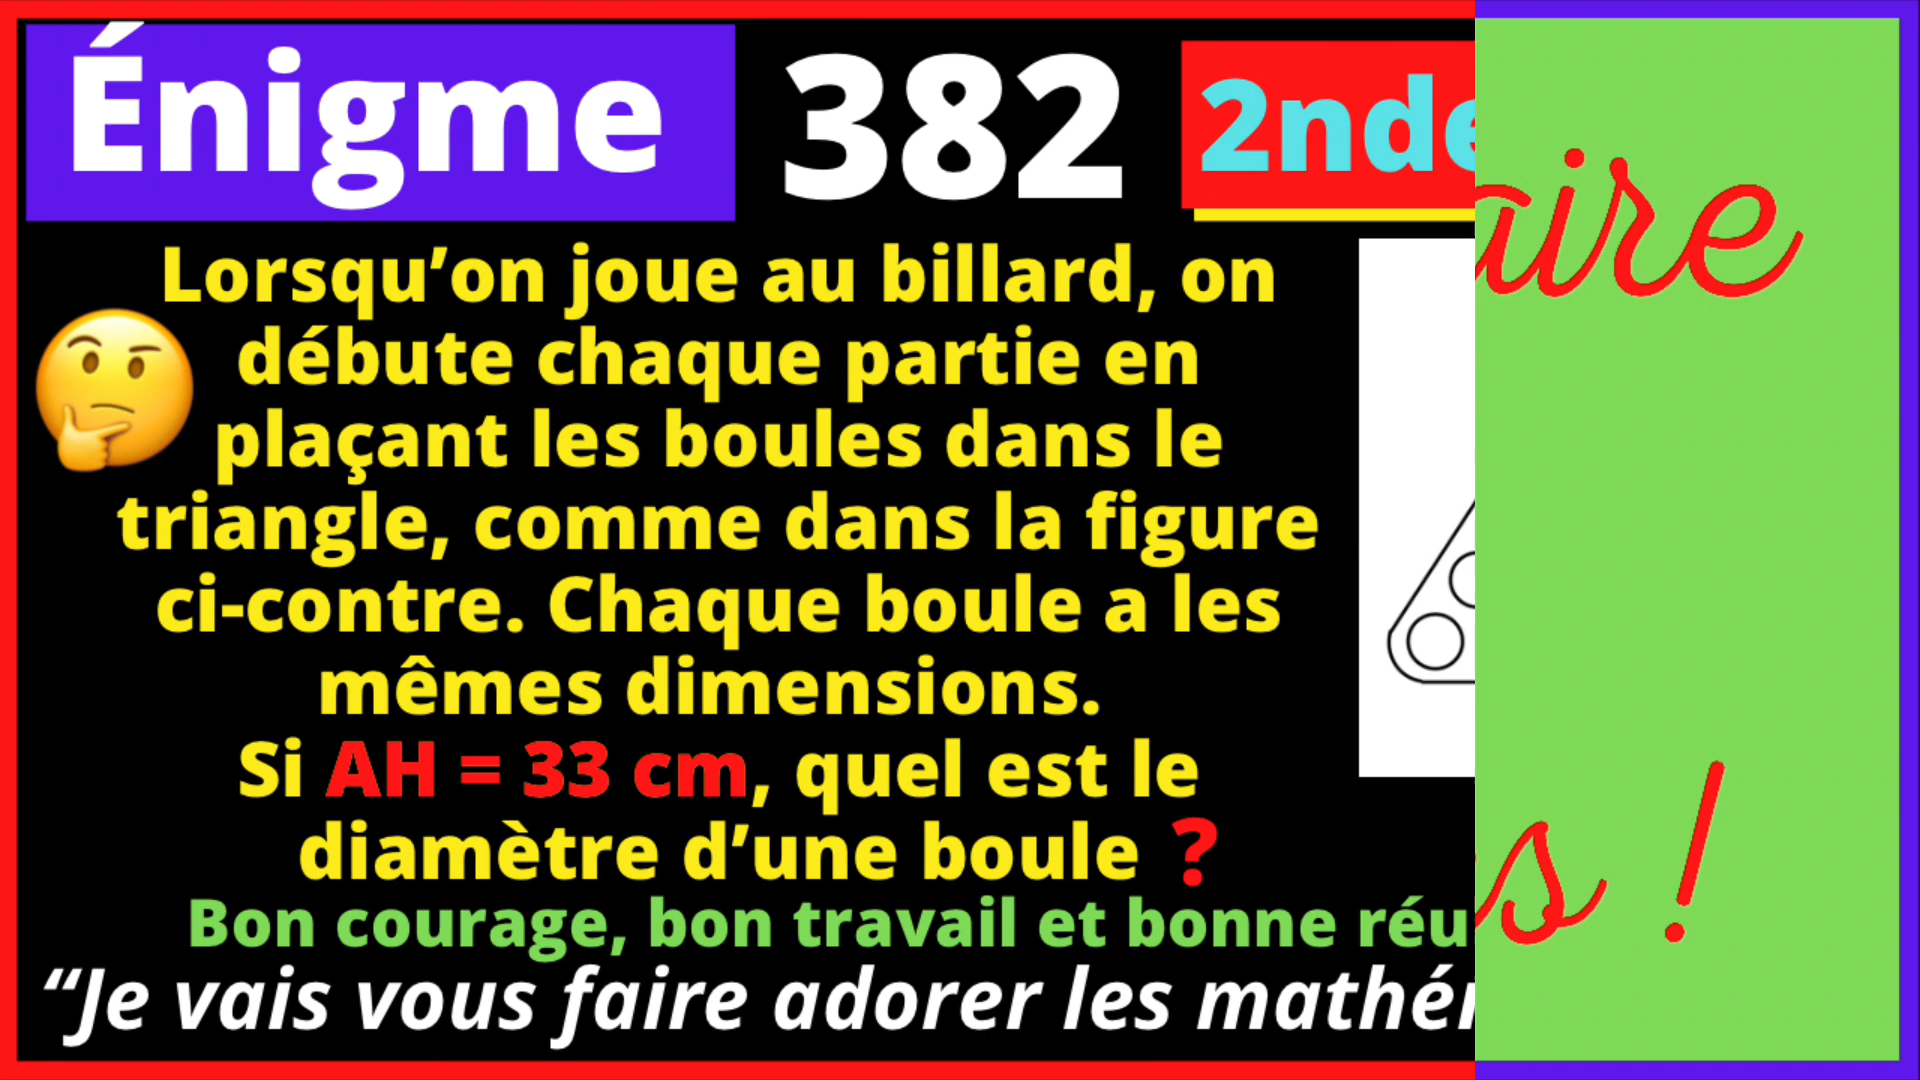 Énigme 382 2nde
Lorsqu’on joue au billard, on
débute chaque partie en
plaçant les boules dans le
triangle, comme dans la figure
ci-contre. Chaque boule a les
mêmes dimensions.
Si AH = 33 cm, quel est le
diamètre d’une boule ?
Bon courage, bon travail et bonne réu
“Je vais vous faire adorer les mathé
aire
s !